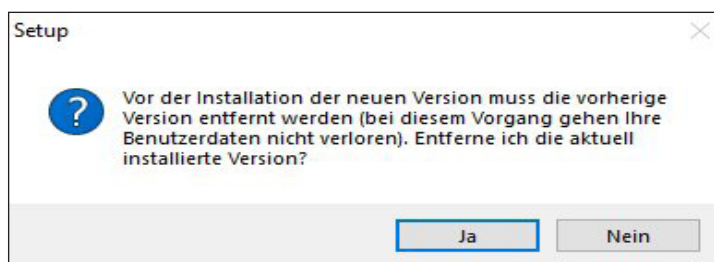 Setup
Vor der Installation der neuen Version muss die vorherige
Version entfernt werden (bei diesem Vorgang gehen Ihre
Benutzerdaten nicht verloren). Entferne ich die aktuell
installierte Version?
Ja
Nein